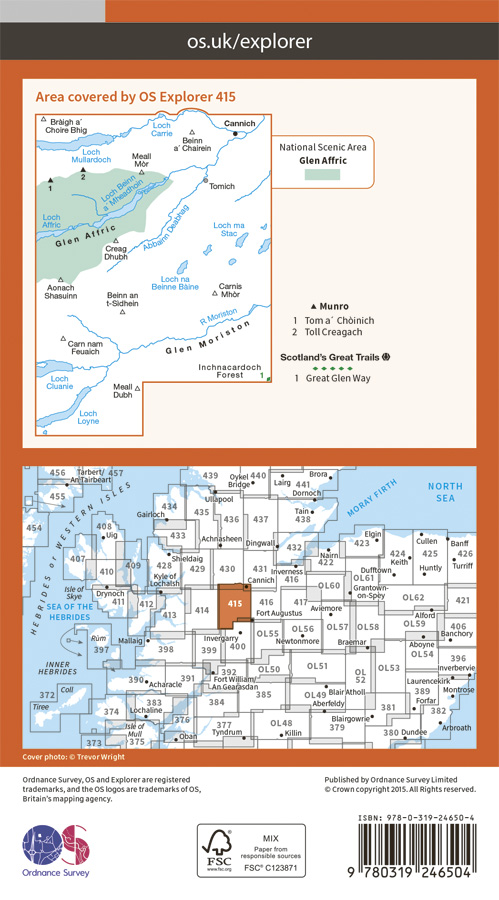 os.uk/explorer
Area covered by OS Explorer 415
Bràigh a'
Choire Bhig
Loch
Carrie
Cannich
Beinn
a' Chairein
Loch
Mullardoch
Meall
Mòr
2
1
Tomich
Loch Beinn
a' Mheadhoin
Loch
Affric
Glen Affric
Abhainn Deabhag
Loch ma
Stac
Creag
Dhubh
Loch na
Beinne Bàine
Aonach
Shasuinn
Beinn an
t-Sidhein
Carnis
Mhòr
R Moriston
Glen Moriston
Carn nam
Feuaich
Inchnacardoch
Forest
1
Loch
Cluanie
Meall
Dubh
Loch
Loyne
National Scenic Area
Glen Affric
Munro
1 Tom a' Chòinich
2 Toll Creagach
Scotland's Great Trails
1 Great Glen Way
456
Tarbert/
An Tairbeart
457
455
454
408
Uig
407
410
409
Isle of
Skye
Drynoch
411
412
SEA OF THE
HEBRIDES
HEBRIDES or WESTERN ISLES
Rùm
397
Mallaig
INNER
HEBRIDES
372
Coll
Tiree
373
374
375
Isle of
Mull
383
Lochaline
376
Oban
390
Acharacle
391
398
399
413
414
428
Kyle of
Lochalsh
Shieldaig
429
433
434
Gairloch
435
436
437
Achnasheen
439
Ullapool
Oykel
Bridge
440
Lairg
Brora
441
Dornoch
Tain
438
Dingwall
432
430
431
Cannich
Inverness
416
415
416
417
Fort Augustus
Invergarry
400
392
Fort William/
An Gearasdan
384
385
377
Tyndrum
OL48
Killin
OL50
OL55
OL56
Newtonmore
OL57
Aviemore
OL60
Nairn
422
423
Elgin
OL61
Grantown-
on-Spey
Dufftown
424
Keith
425
Cullen
Huntly
Banff
426
Turriff
MORAY FIRTH
NORTH
SEA
OL62
421
Alford
OL59
OL58
Braemar
406
Banchory
Aboyne
OL54
OL53
OL
52
OL51
OL49
Blair Atholl
Aberfeldy
Blairgowrie
379
381
380
Dundee
382
Arbroath
389
Forfar
Laurencekirk
396
Inverbervie
Montrose
Cover photo: © Trevor Wright
Ordnance Survey, OS and Explorer are registered
trademarks, and the OS logos are trademarks of OS,
Britain's mapping agency.
Published by Ordnance Survey Limited
© Crown copyright 2015. All Rights reserved.
OS
Ordnance Survey
FSC
www.fsc.org
MIX
Paper from
responsible sources
FSC® C123871
ISBN: 978-0-319-24650-4
9 780319 246504